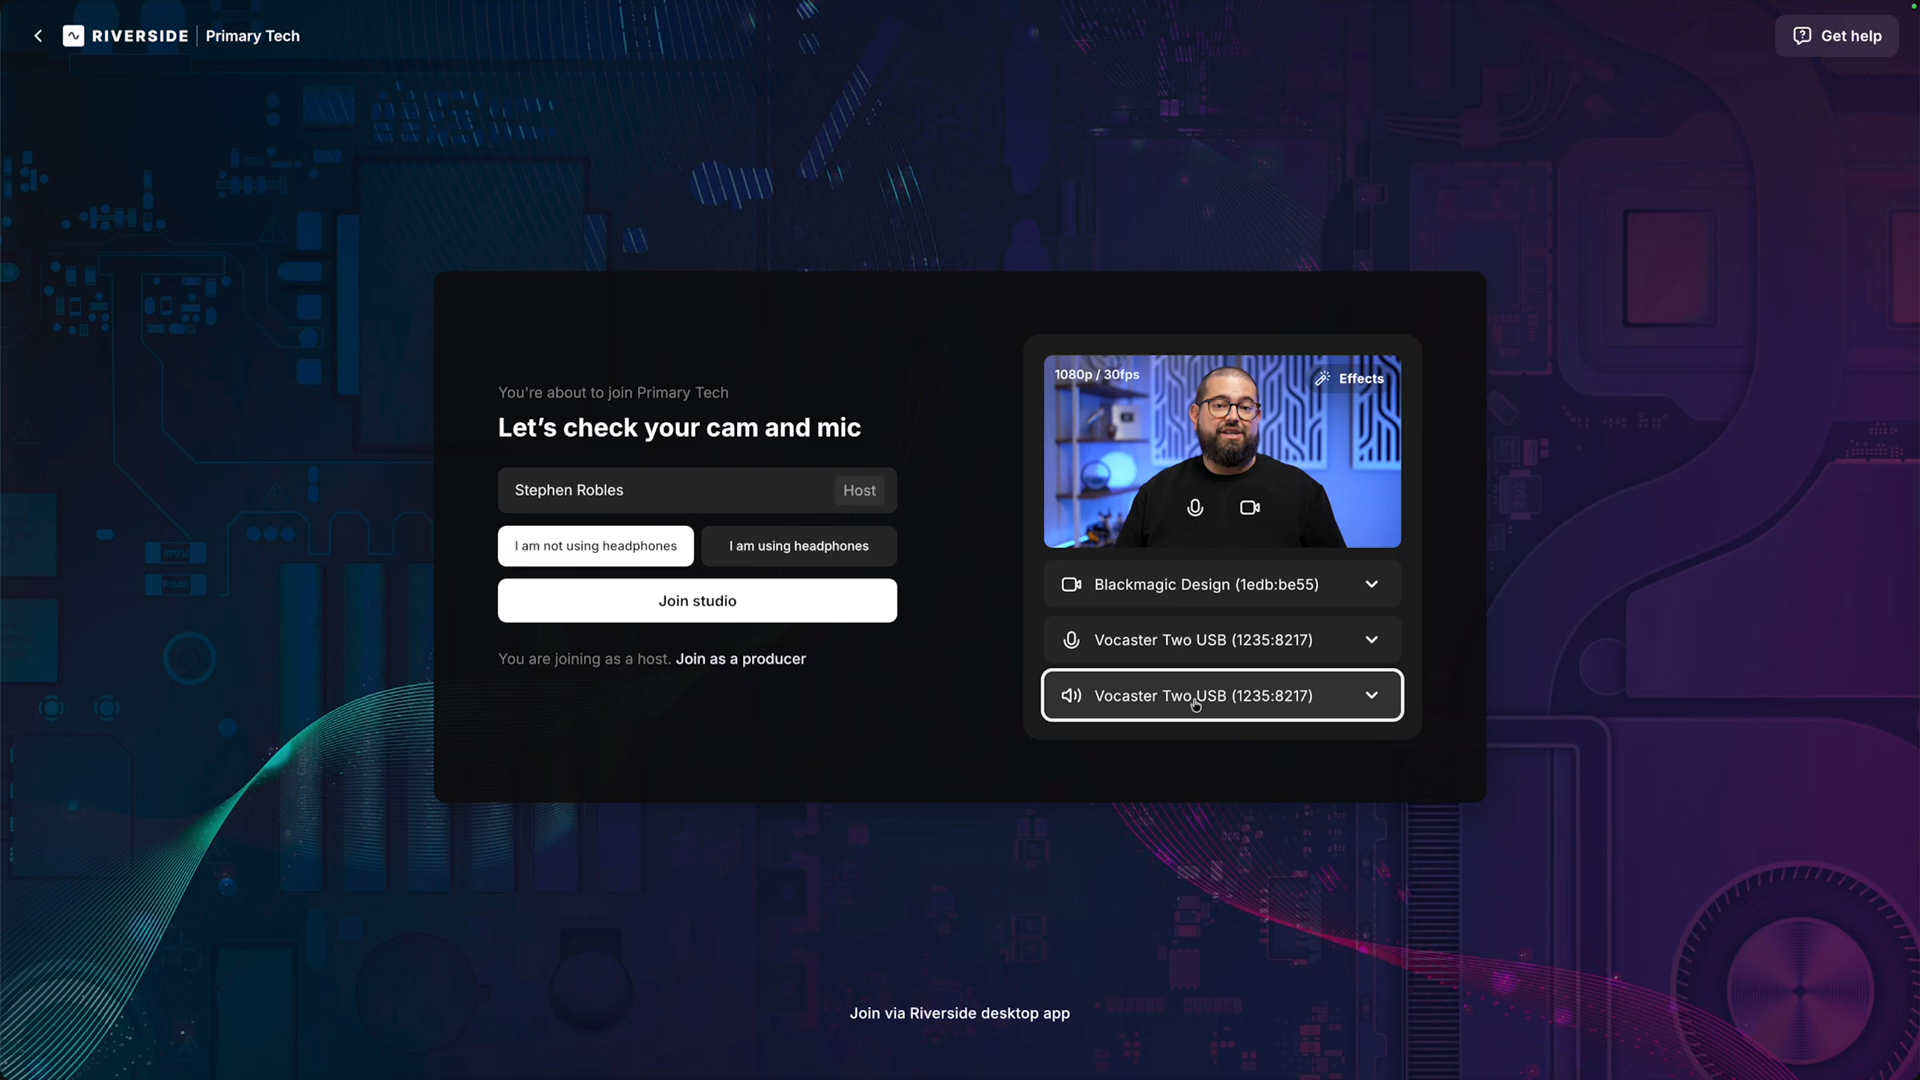 RIVERSIDE Primary Tech
Get help
You're about to join Primary Tech
Let’s check your cam and mic
Stephen Robles Host
I am not using headphones
I am using headphones
Join studio
You are joining as a host. Join as a producer
1080p / 30fps
Effects
Blackmagic Design (1edb:be55)
Vocaster Two USB (1235:8217)
Vocaster Two USB (1235:8217)
Join via Riverside desktop app